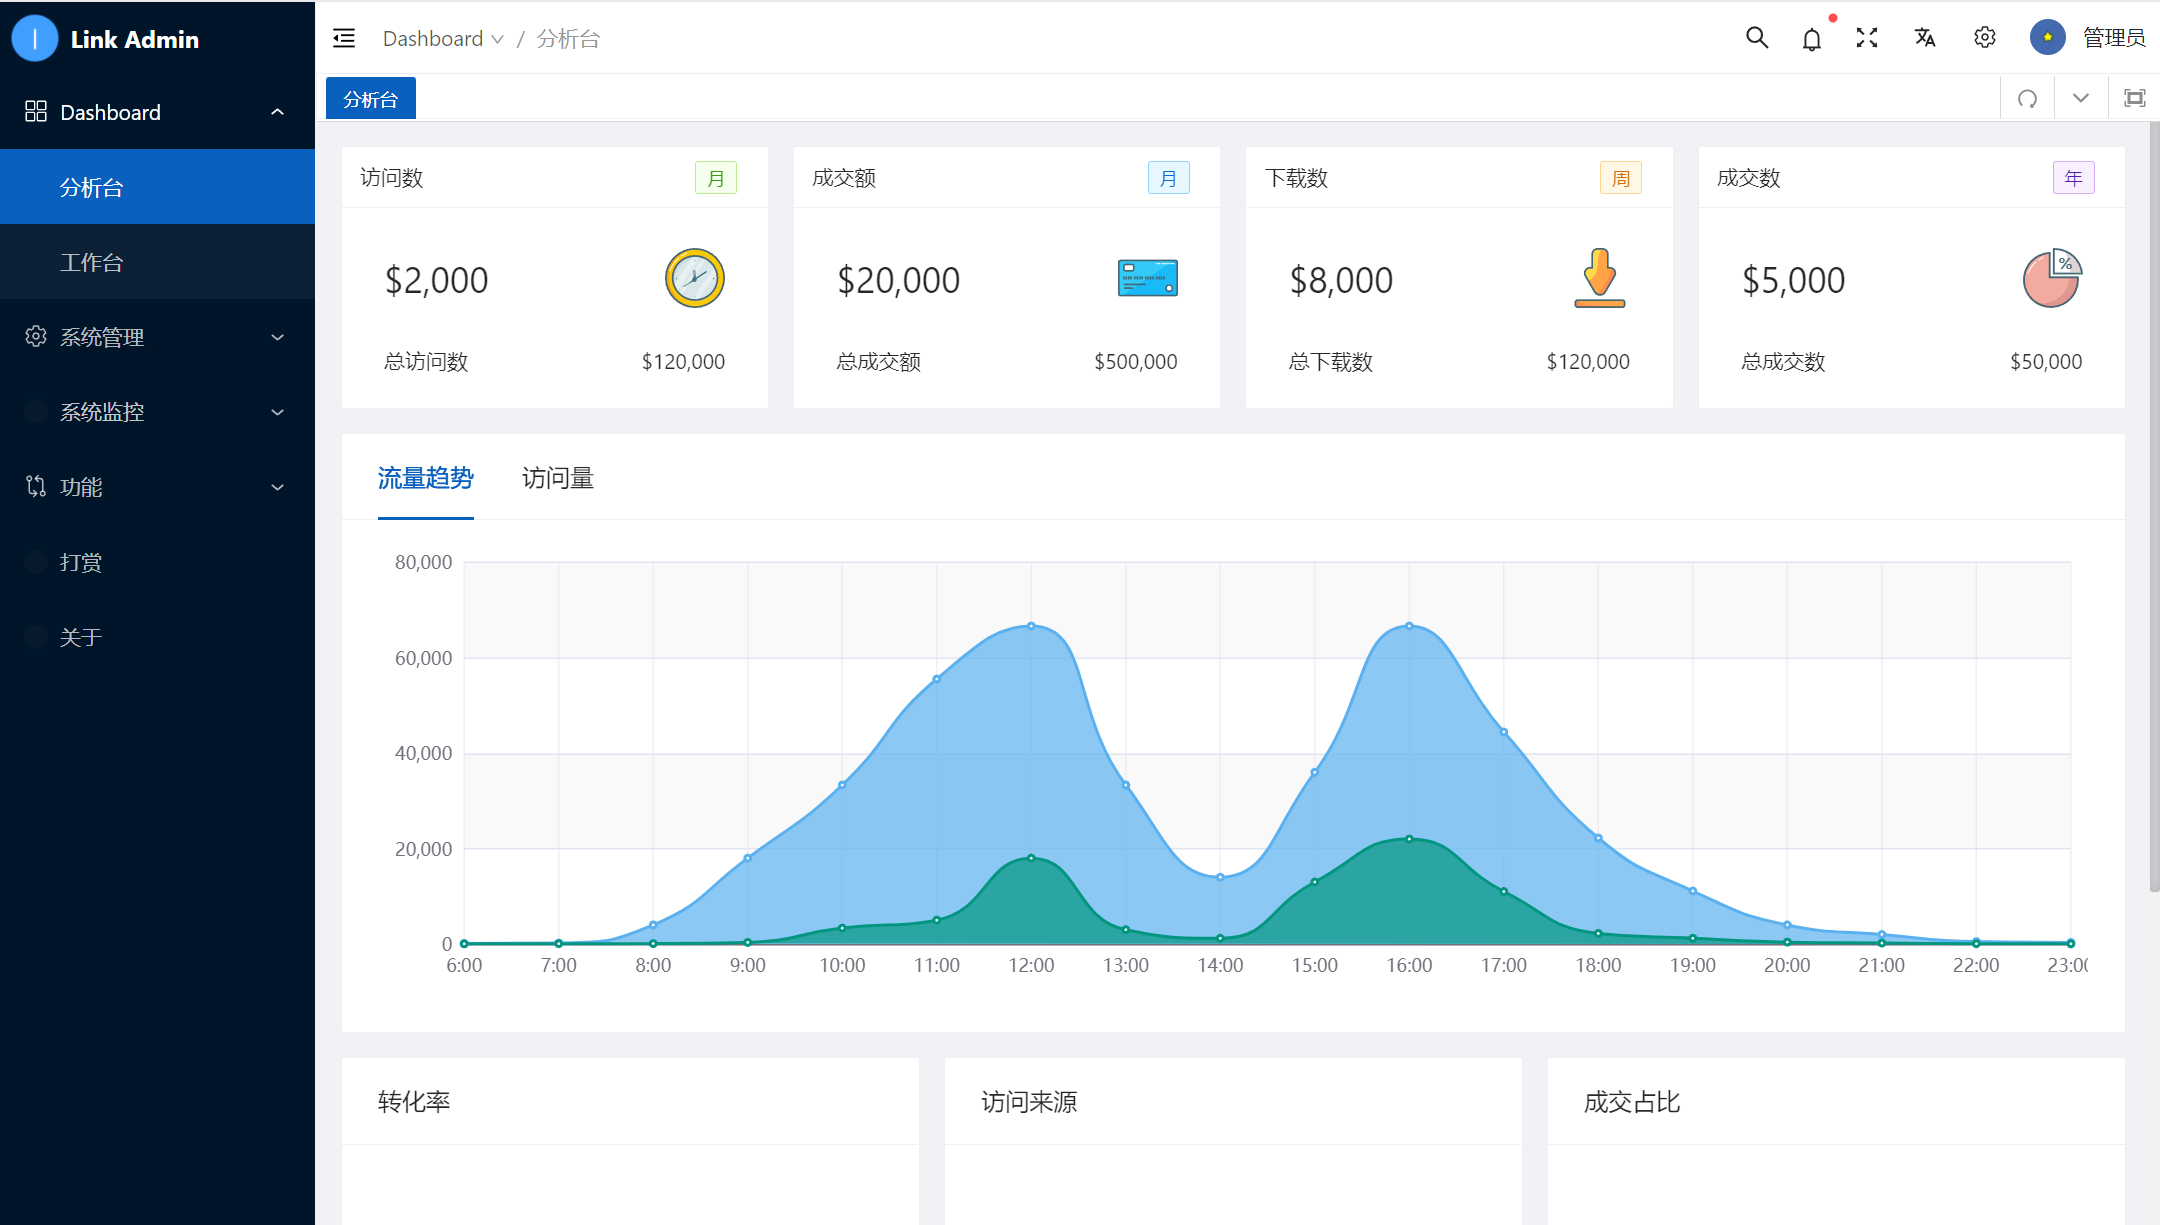 Link Admin
Dashboard
分析台
工作台
系统管理
系统监控
功能
打赏
关于
Dashboard / 分析台
管理员
分析台
访问数 月
$2,000
总访问数 $120,000
成交额 月
$20,000
总成交额 $500,000
下载数 周
$8,000
%
总下载数 $120,000
成交数 年
$5,000
总成交数 $50,000
流量趋势 访问量
80,000
60,000
40,000
20,000
0
6:00 7:00 8:00 9:00 10:00 11:00 12:00 13:00 14:00 15:00 16:00 17:00 18:00 19:00 20:00 21:00 22:00 23:00
转化率
访问来源
成交占比